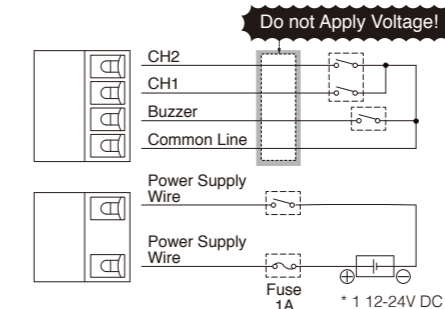 Do not Apply Voltage!
CH2
CH1
Buzzer
Common Line
Power Supply
Wire
Power Supply
Wire
Fuse
1A
* 1 12-24V DC